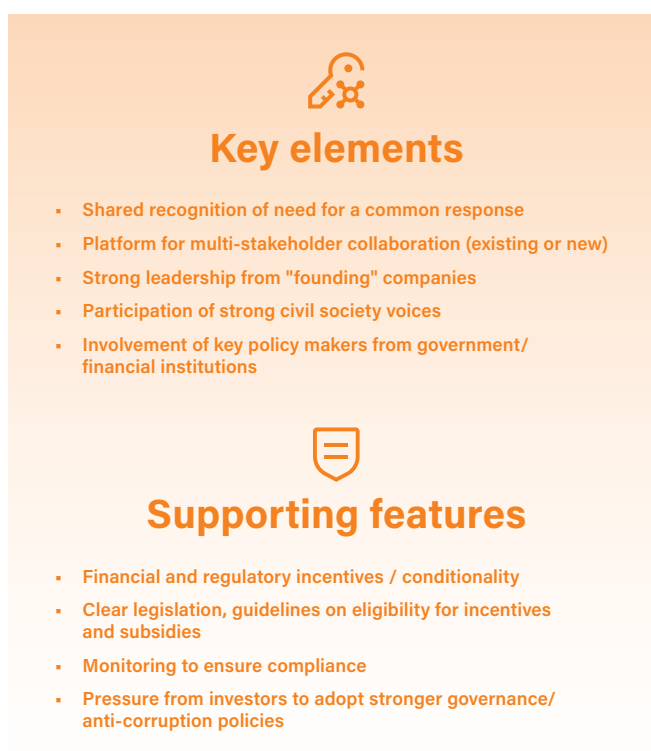 Key elements
▪ Shared recognition of need for a common response
▪ Platform for multi-stakeholder collaboration (existing or new)
▪ Strong leadership from "founding" companies
▪ Participation of strong civil society voices
▪ Involvement of key policy makers from government/
financial institutions
Supporting features
▪ Financial and regulatory incentives / conditionality
▪ Clear legislation, guidelines on eligibility for incentives
and subsidies
▪ Monitoring to ensure compliance
▪ Pressure from investors to adopt stronger governance/
anti-corruption policies